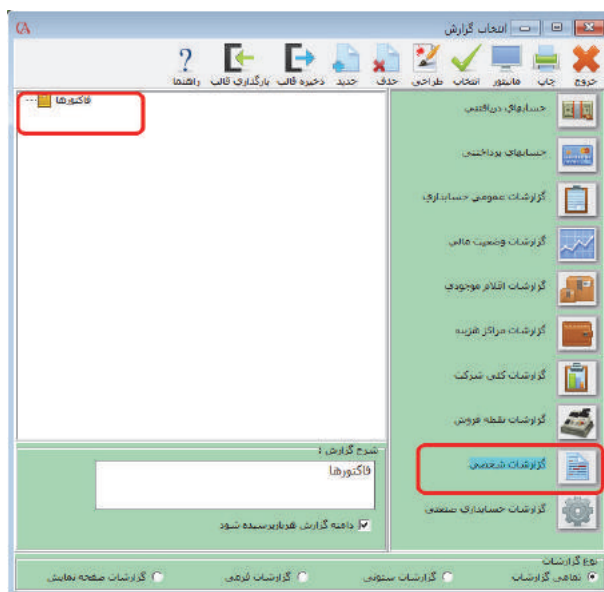 انتخاب گزارش
خروج چاپ مانیتور انتخاب طراحی حذف جدید ذخیره قالب بارگذاری قالب راهنما
فاکتورها
حسابهای دریافتنی
حسابهای پرداختنی
گزارشات عمومی حسابداری
گزارشات وضعیت مالی
گزارشات اقلام موجودی
گزارشات مراکز هزینه
گزارشات کلی شرکت
گزارشات نقطه فروش
گزارشات شخصی
گزارشات حسابداری صنعتی
شرح گزارش :
فاکتورها
دامنه گزارش هربار پرسیده شود
نوع گزارشات
تمامی گزارشات گزارشات ستونی گزارشات فرمی گزارشات صفحه نمایش